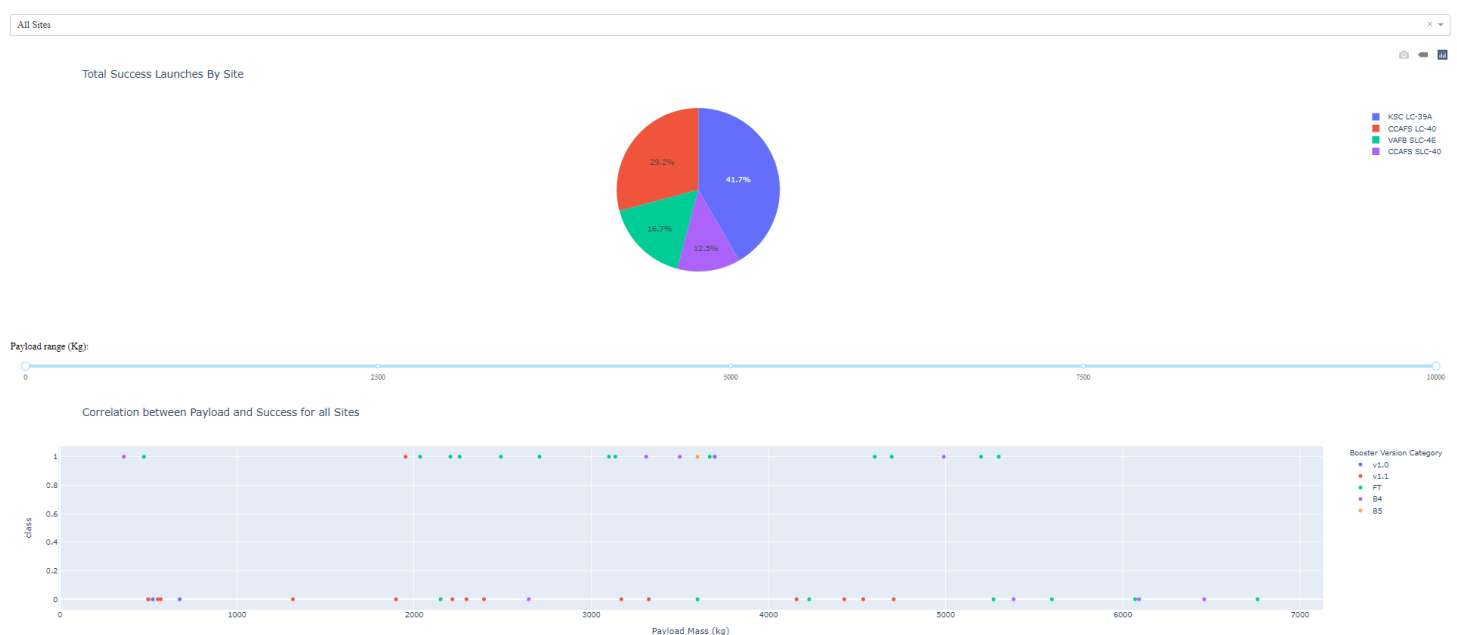 All Sites
Total Success Launches By Site
KSC LC-39A
CCAFS LC-40
VAFB SLC-4E
CCAFS SLC-40
29.2%
41.7%
16.7%
12.5%
Payload range (Kg):
0 2500 5000 7500 10000
Correlation between Payload and Success for all Sites
Booster Version Category
v1.0
v1.1
FT
B4
B5
class
1
0.8
0.6
0.4
0.2
0
0 1000 2000 3000 4000 5000 6000 7000
Payload Mass (kg)